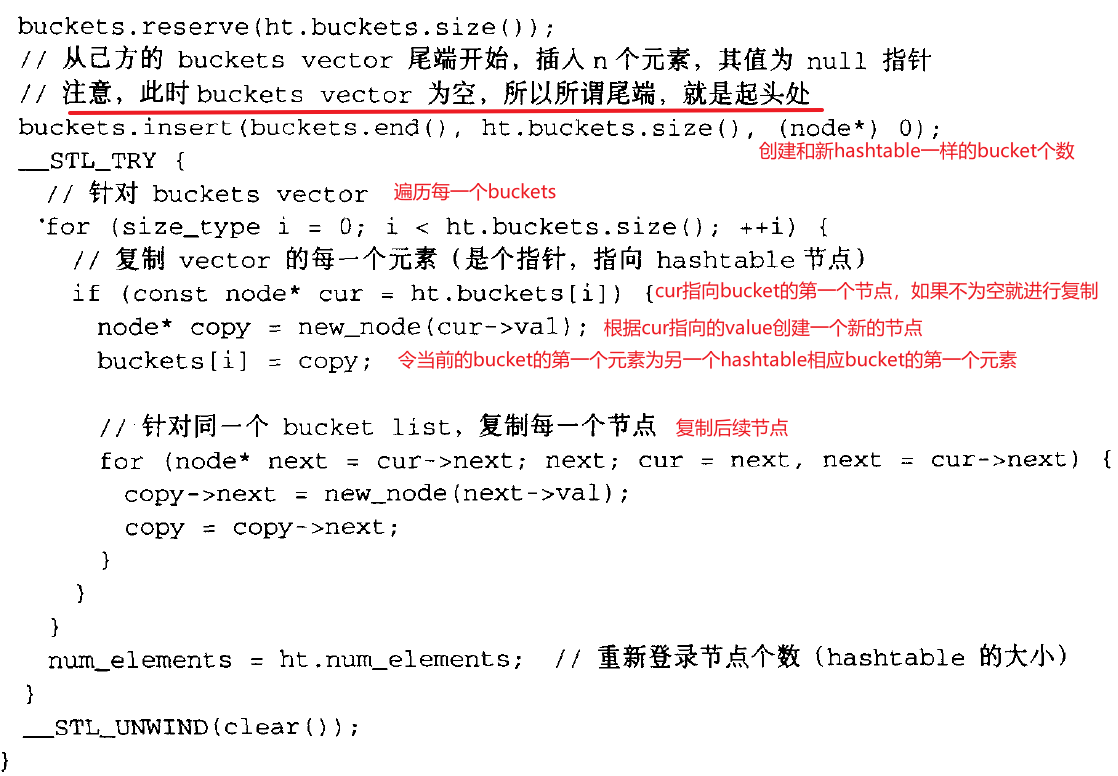 buckets.reserve(ht.buckets.size());
// 从己方的 buckets vector 尾端开始，插入 n 个元素，其值为 null 指针
// 注意，此时 buckets vector 为空，所以所谓尾端，就是起头处
buckets.insert(buckets.end(), ht.buckets.size(), (node*) 0);
创建和新hashtable一样的bucket个数
__STL_TRY {
// 针对 buckets vector 遍历每一个buckets
for (size_type i = 0; i < ht.buckets.size(); ++i) {
// 复制 vector 的每一个元素（是个指针，指向 hashtable 节点）
if (const node* cur = ht.buckets[i]) { cur指向bucket的第一个节点，如果不为空就进行复制
node* copy = new_node(cur->val); 根据cur指向的value创建一个新的节点
buckets[i] = copy; 令当前的bucket的第一个元素为另一个hashtable相应bucket的第一个元素
// 针对同一个 bucket list，复制每一个节点 复制后续节点
for (node* next = cur->next; next; cur = next, next = cur->next) {
copy->next = new_node(next->val);
copy = copy->next;
}
}
}
num_elements = ht.num_elements; // 重新登录节点个数（hashtable 的大小）
}
__STL_UNWIND(clear());
}